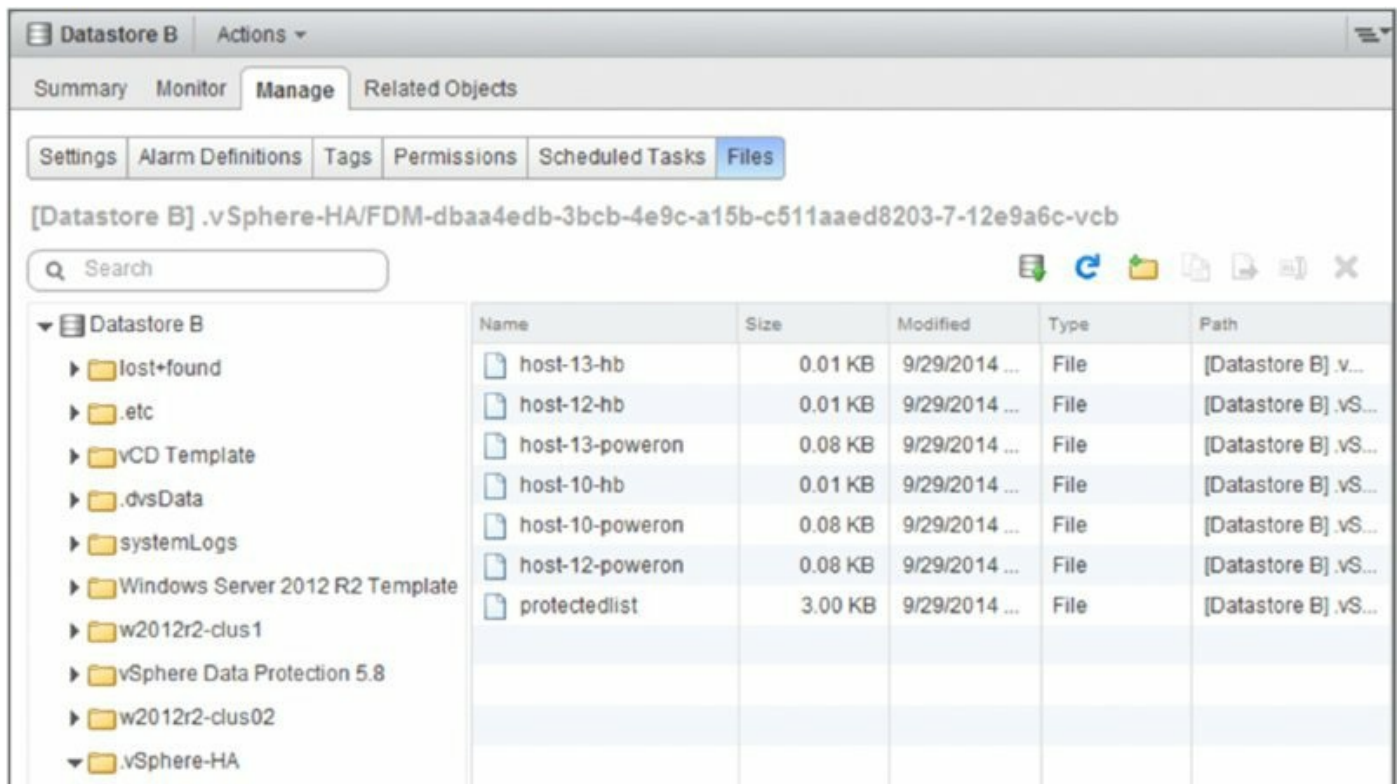 Datastore B Actions
Summary Monitor Manage Related Objects
Settings Alarm Definitions Tags Permissions Scheduled Tasks Files
[Datastore B] .vSphere-HA/FDM-dbaa4edb-3bcb-4e9c-a15b-c511aaed8203-7-12e9a6c-vcb
Search
Datastore B
lost+found
.etc
vCD Template
.dvsData
systemLogs
Windows Server 2012 R2 Template
w2012r2-clus1
vSphere Data Protection 5.8
w2012r2-clus02
.vSphere-HA
Name Size Modified Type Path
host-13-hb 0.01 KB 9/29/2014 ... File [Datastore B] .v...
host-12-hb 0.01 KB 9/29/2014 ... File [Datastore B] .vS...
host-13-poweron 0.08 KB 9/29/2014 ... File [Datastore B] .vS...
host-10-hb 0.01 KB 9/29/2014 ... File [Datastore B] .vS...
host-10-poweron 0.08 KB 9/29/2014 ... File [Datastore B] .vS...
host-12-poweron 0.08 KB 9/29/2014 ... File [Datastore B] .vS...
protectedlist 3.00 KB 9/29/2014 ... File [Datastore B] .vS...